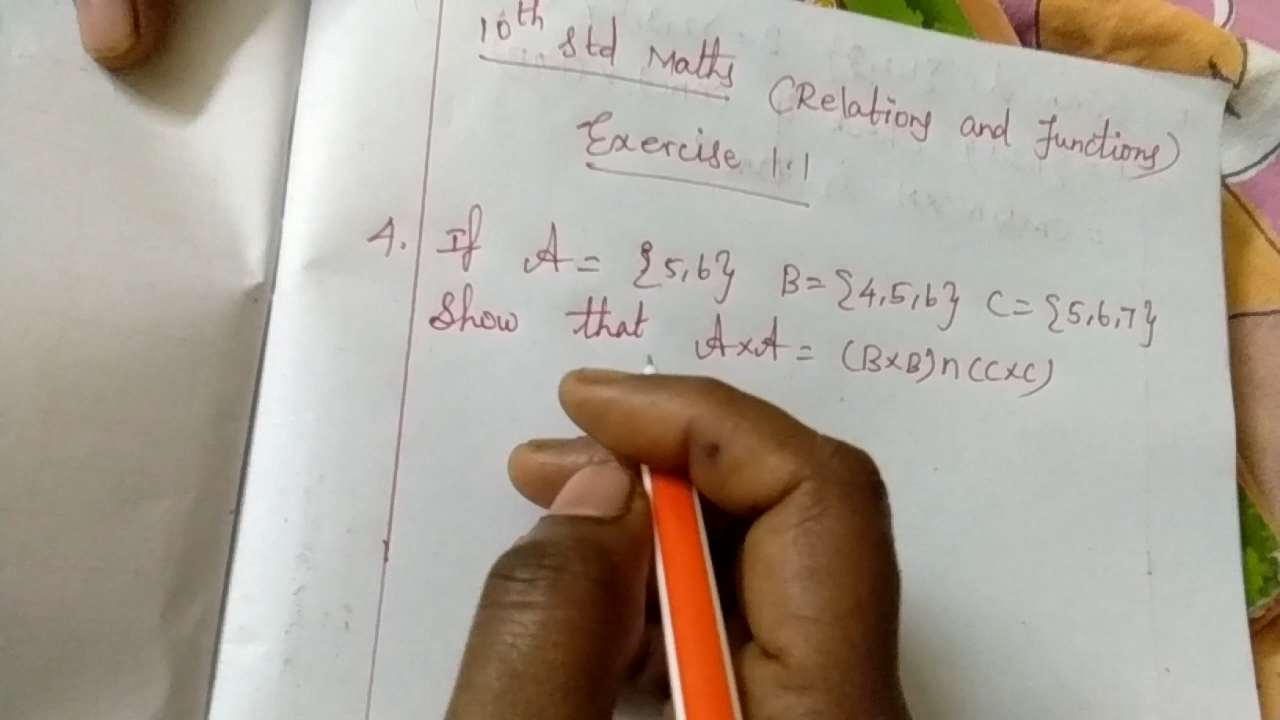 10th Std Maths (Relations and functions)
Exercise 1.1
4. If A = {5,6} B = {4,5,6} C = {5,6,7}
Show that A×A = (B×B)∩(C×C)